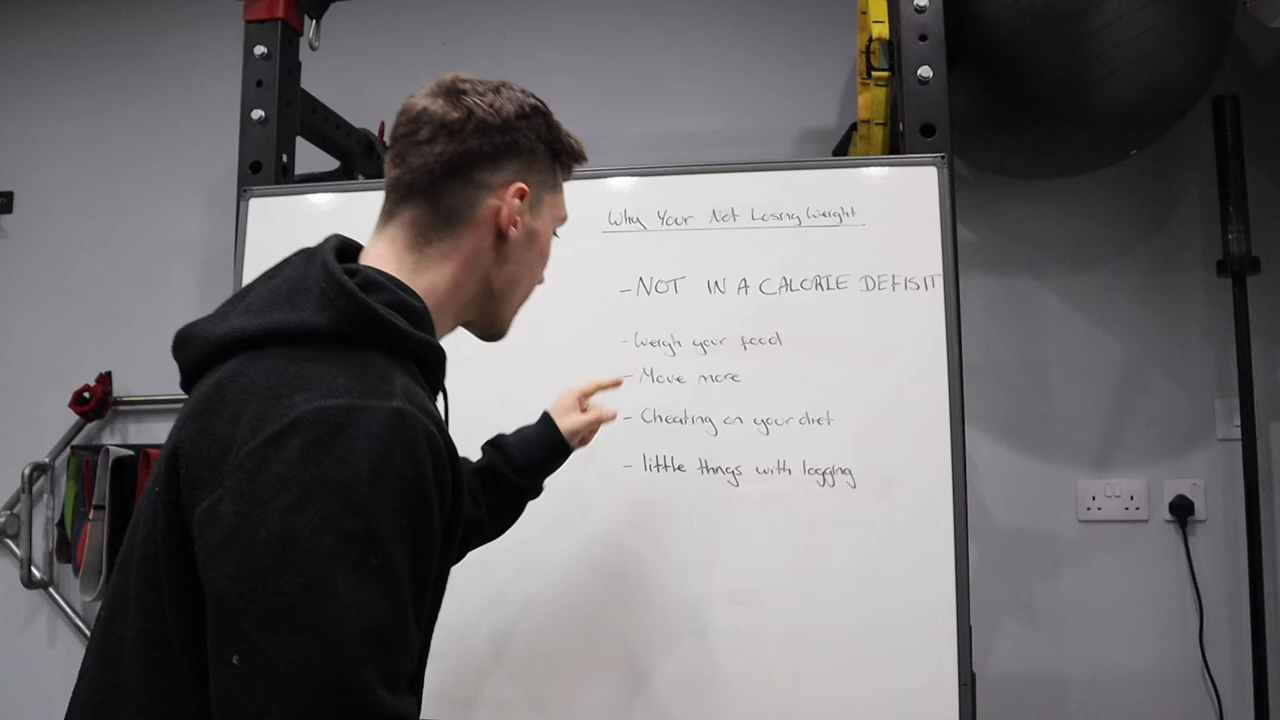 Why Your Not Losing Weight
- NOT IN A CALORIE DEFISIT
- Weigh your food
- Move more
- Cheating on your diet
- little things with logging